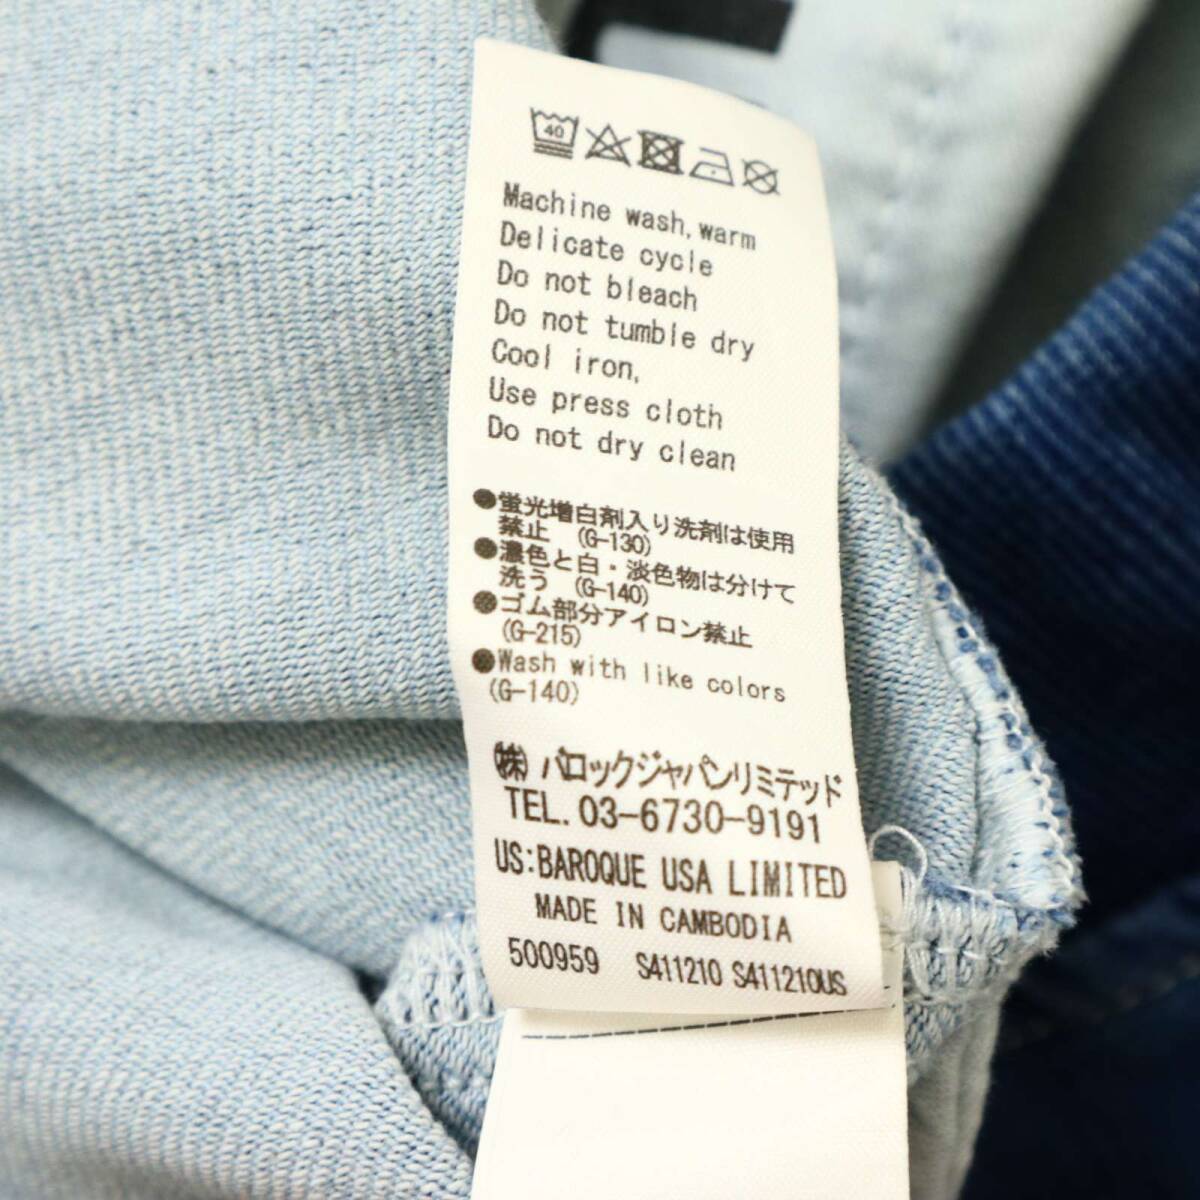 40
Machine wash, warm
Delicate cycle
Do not bleach
Do not tumble dry
Cool iron,
Use press cloth
Do not dry clean
●蛍光増白剤入り洗剤は使用
禁止 (G-130)
●濃色と白・淡色物は分けて
洗う (G-140)
●ゴム部分アイロン禁止
(G-215)
●Wash with like colors
(G-140)
㈱ バロックジャパンリミテッド
TEL. 03-6730-9191
US:BAROQUE USA LIMITED
MADE IN CAMBODIA
500959 S411210 S411210US